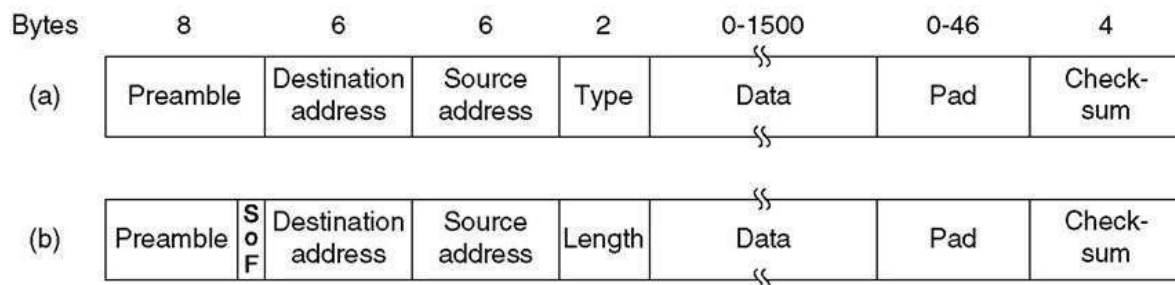 Bytes 8 6 6 2 0-1500 0-46 4
(a) Preamble Destination address Source address Type Data Pad Check-sum
(b) Preamble SoF Destination address Source address Length Data Pad Check-sum